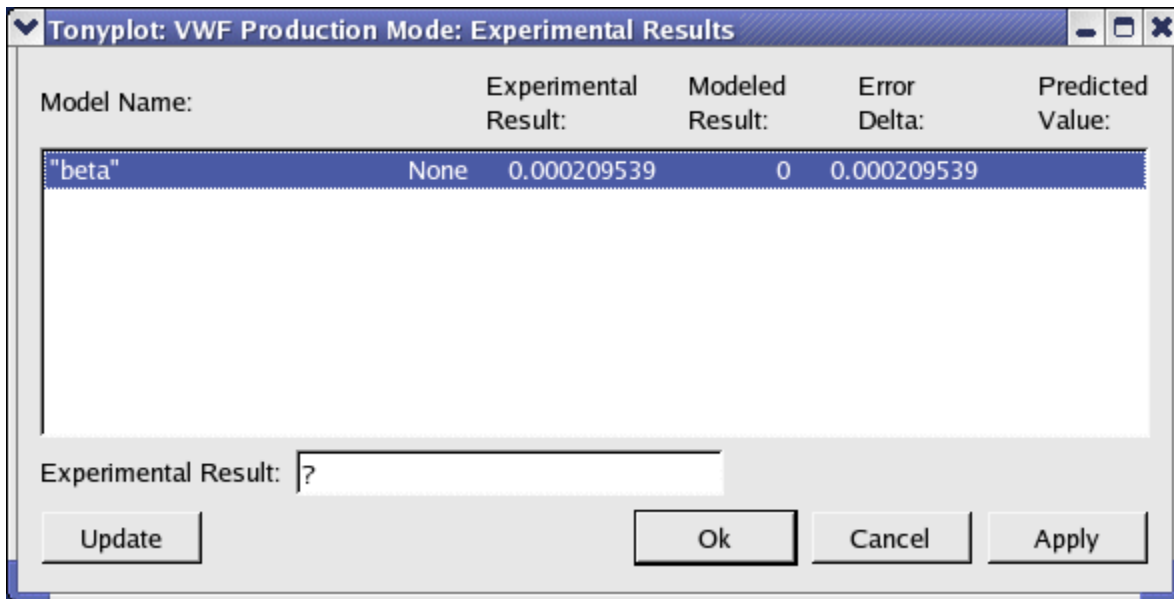 Tonyplot: VWF Production Mode: Experimental Results
Model Name:
Experimental Result:
Modeled Result:
Error Delta:
Predicted Value:
"beta" None 0.000209539 0 0.000209539
Experimental Result: ?
Update Ok Cancel Apply